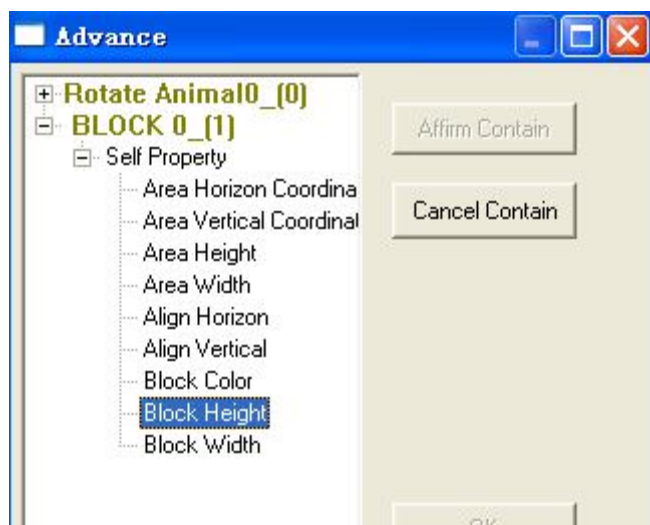 Advance
Rotate Animal0_(0)
BLOCK 0_(1)
Self Property
Area Horizon Coordina
Area Vertical Coordinat
Area Height
Area Width
Align Horizon
Align Vertical
Block Color
Block Height
Block Width
Affirm Contain
Cancel Contain
OK